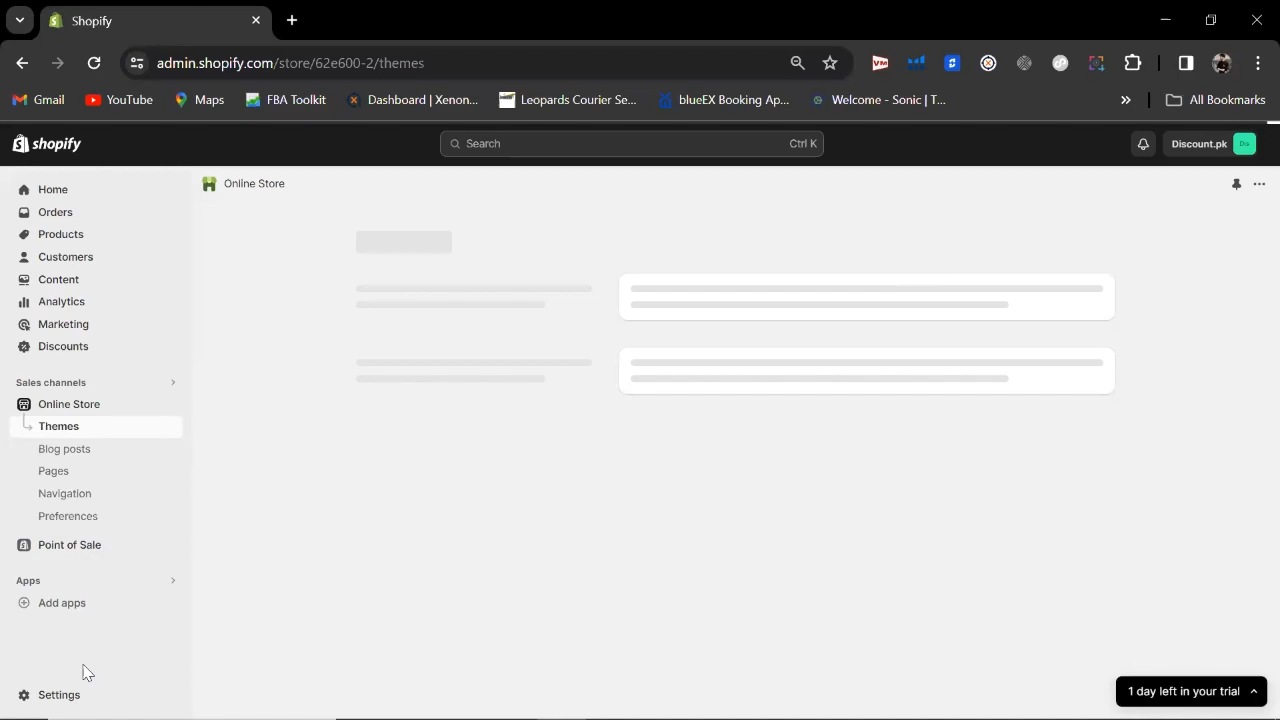 Shopify
admin.shopify.com/store/62e600-2/themes
Gmail
YouTube
Maps
FBA Toolkit
Dashboard | Xenon...
Leopards Courier Se...
blueEX Booking Ap...
Welcome - Sonic | T...
»
All Bookmarks
shopify
Search
Ctrl K
Discount.pk
Online Store
Home
Orders
Products
Customers
Content
Analytics
Marketing
Discounts
Sales channels
Online Store
Themes
Blog posts
Pages
Navigation
Preferences
Point of Sale
Apps
Add apps
Settings
1 day left in your trial